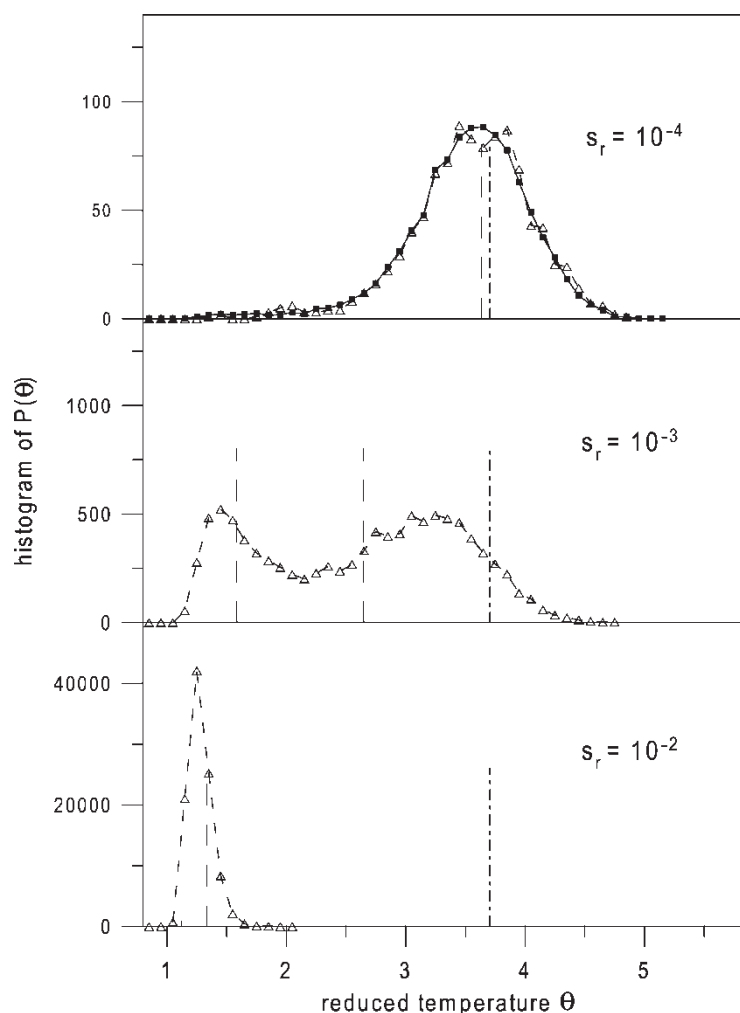 100
50
0
s_r = 10^-4
1000
500
0
s_r = 10^-3
40000
20000
0
s_r = 10^-2
histogram of P(θ)
1 2 3 4 5
reduced temperature θ